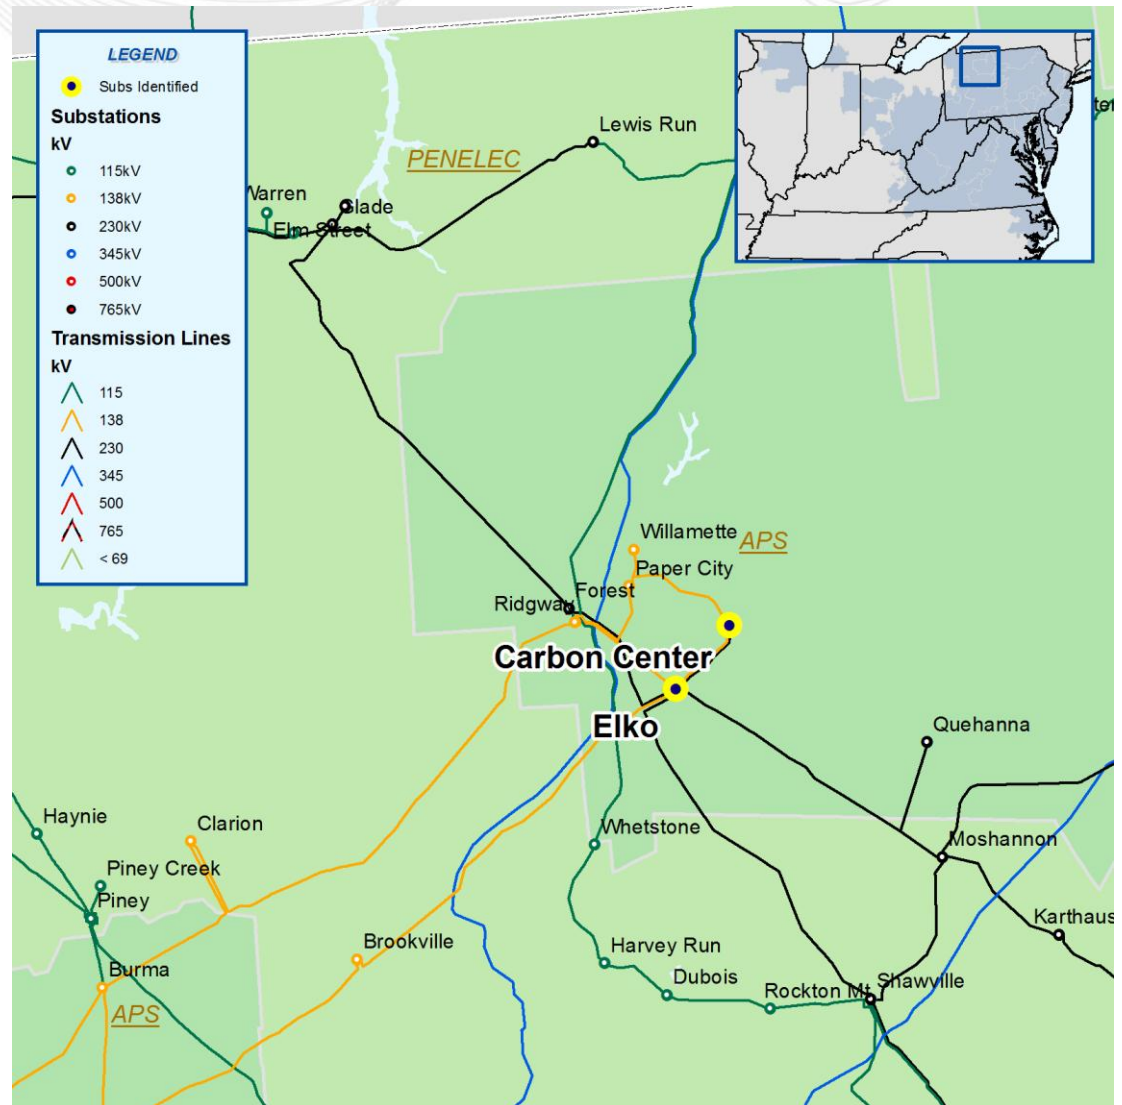 LEGEND
Subs Identified
Substations
kV
115kV
138kV
230kV
345kV
500kV
765kV
Transmission Lines
kV
115
138
230
345
500
765
< 69
Lewis Run
PENELEC
Warren
Glade
Elm Street
Willamette
APS
Paper City
Forest
Ridgway
Carbon Center
Elko
Quehanna
Whetstone
Moshannon
Haynie
Clarion
Piney Creek
Piney
Karthaus
Brookville
Harvey Run
Burma
Dubois
Rockton Mt
Shawville
APS